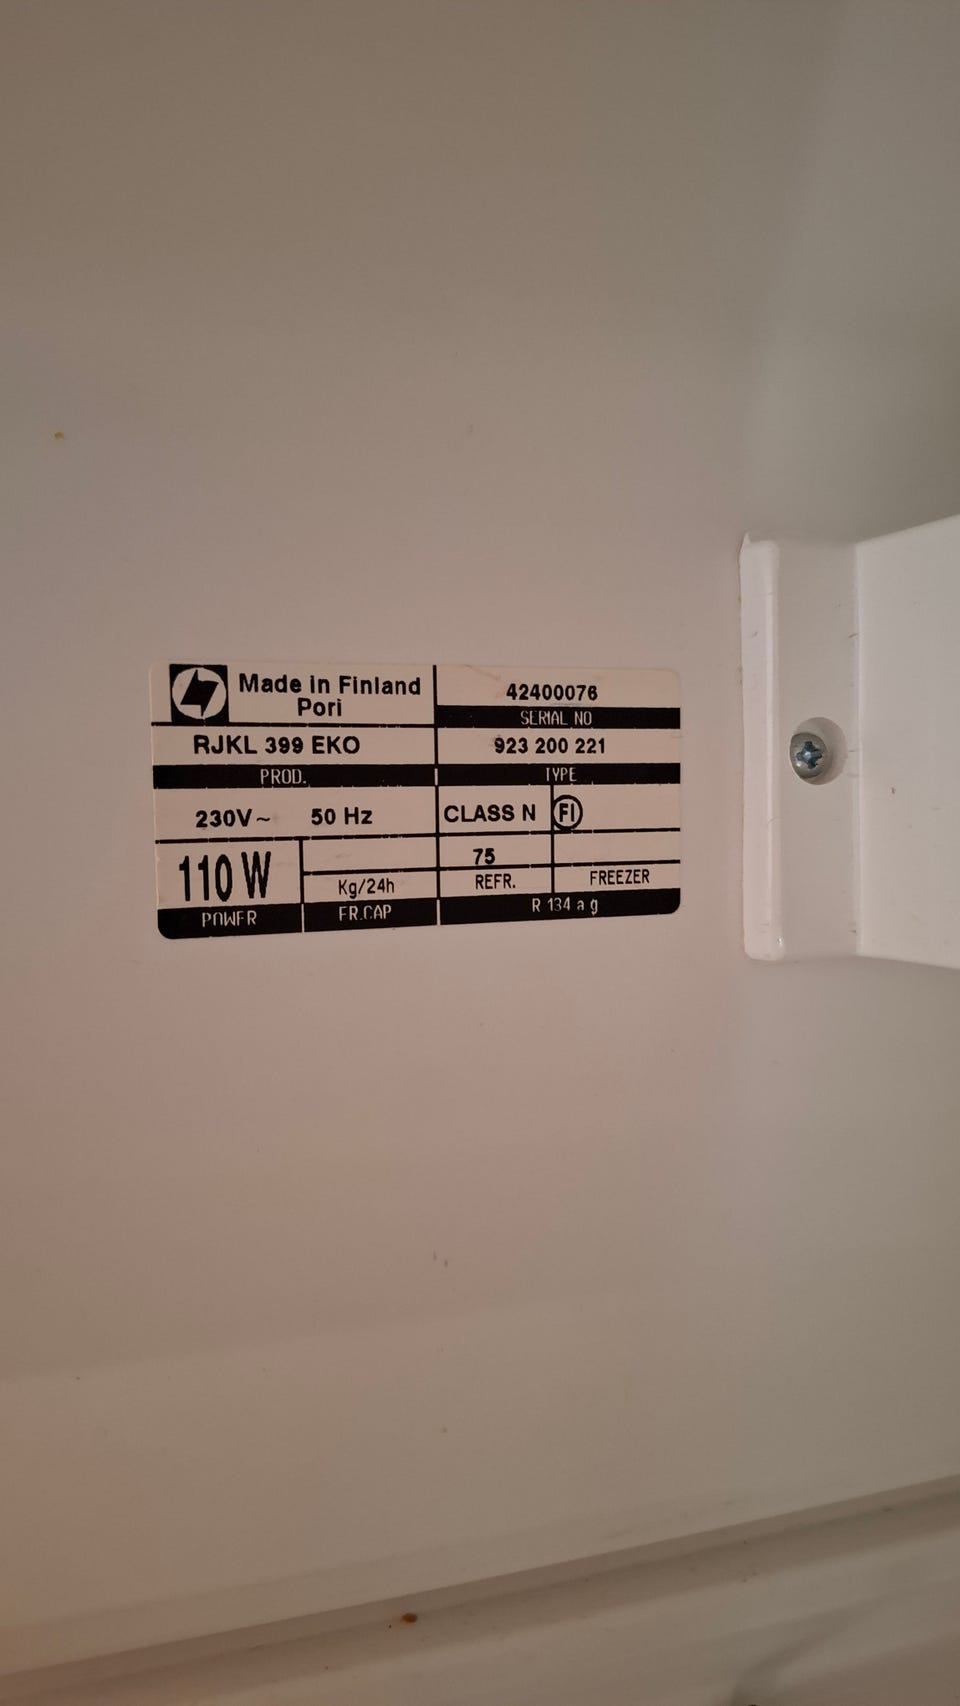 Made in Finland
Pori
42400076
SERIAL NO
RJKL 399 EKO
923 200 221
PROD.
TYPE
230V~ 50 Hz
CLASS N
FI
110 W
75
Kg/24h
REFR.
FREEZER
POWER
FR.CAP
R 134 a g